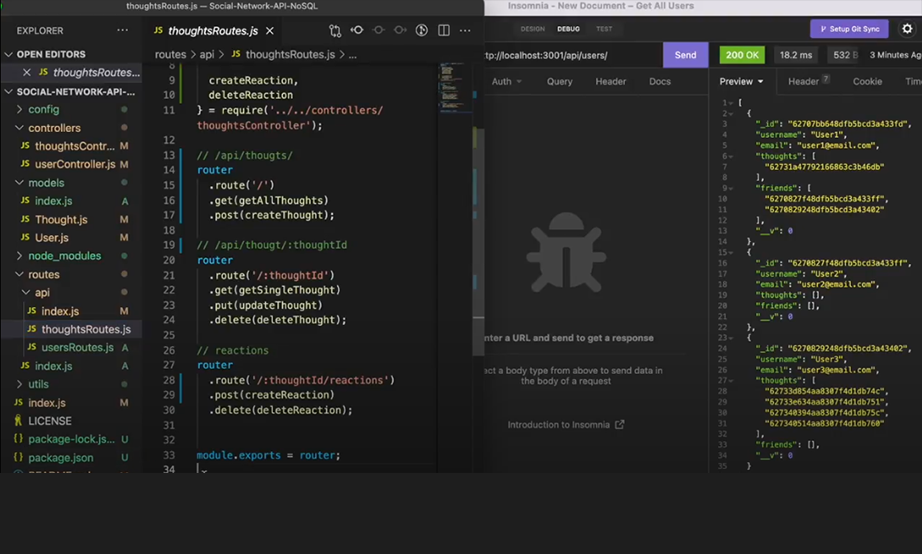 thoughtsRoutes.js — Social-Network-API-NoSQL
EXPLORER
OPEN EDITORS
thoughtsRoutes...
SOCIAL-NETWORK-API-...
config
controllers
thoughtsContr... M
userController.js M
models
index.js A
Thought.js M
User.js M
node_modules
routes
api
index.js M
thoughtsRoutes.js
usersRoutes.js A
index.js A
utils
index.js M
LICENSE
package-lock.js... U
package.json U
thoughtsRoutes.js
routes > api > thoughtsRoutes.js > ...
9 createReaction,
10 deleteReaction
11 } = require('../../controllers/
thoughtsController');
12
13 // /api/thougts/
14 router
15 .route('/')
16 .get(getAllThoughts)
17 .post(createThought);
18
19 // /api/thougt/:thoughtId
20 router
21 .route('/:thoughtId')
22 .get(getSingleThought)
23 .put(updateThought)
24 .delete(deleteThought);
25
26 // reactions
27 router
28 .route('/:thoughtId/reactions')
29 .post(createReaction)
30 .delete(deleteReaction);
31
32
33 module.exports = router;
34
Insomnia – New Document – Get All Users
DESIGN DEBUG TEST
Setup Git Sync
tp://localhost:3001/api/users/ Send
200 OK 18.2 ms 532 B 3 Minutes Ago
Auth Query Header Docs
Preview Header 7 Cookie Tim
nter a URL and send to get a response
ect a body type from above to send data in
the body of a request
Introduction to Insomnia
1 [
2 {
3 "_id": "62707bb648dfb5bcd3a433fd",
4 "username": "User1",
5 "email": "user1@email.com",
6 "thoughts": [
7 "62731a47792166863c3b46db"
8 ],
9 "friends": [
10 "6270827f48dfb5bcd3a433ff",
11 "6270829248dfb5bcd3a43402"
12 ],
13 "__v": 0
14 },
15 {
16 "_id": "6270827f48dfb5bcd3a433ff",
17 "username": "User2",
18 "email": "user2@email.com",
19 "thoughts": [],
20 "friends": [],
21 "__v": 0
22 },
23 {
24 "_id": "6270829248dfb5bcd3a43402",
25 "username": "User3",
26 "email": "user3@email.com",
27 "thoughts": [
28 "62733d854aa8307f4d1db74c",
29 "62733e634aa8307f4d1db751",
30 "627340394aa8307f4d1db75c",
31 "627340514aa8307f4d1db760"
32 ],
33 "friends": [],
34 "__v": 0
35 }